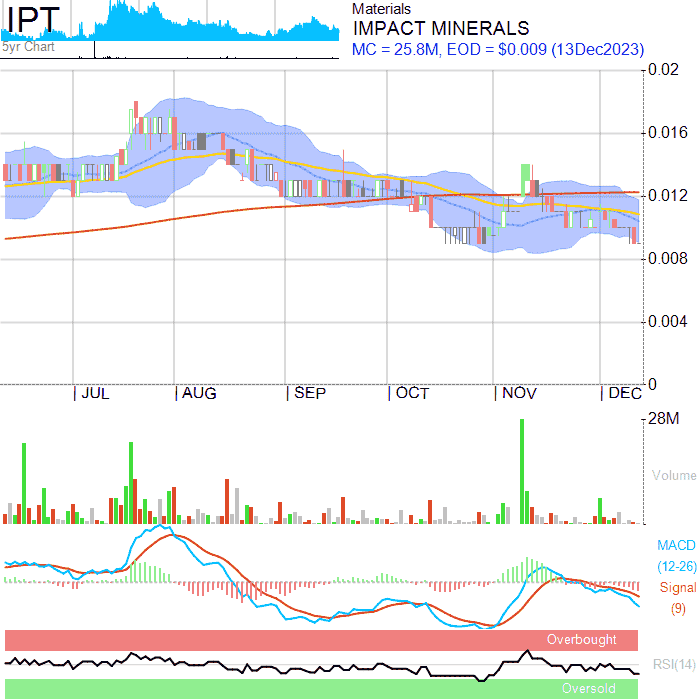 IPT
5yr Chart
Materials
IMPACT MINERALS
MC = 25.8M, EOD = $0.009 (13Dec2023)
0.02
0.016
0.012
0.008
0.004
0
JUL AUG SEP OCT NOV DEC
28M
Volume
MACD
(12-26)
Signal
(9)
Overbought
RSI(14)
Oversold